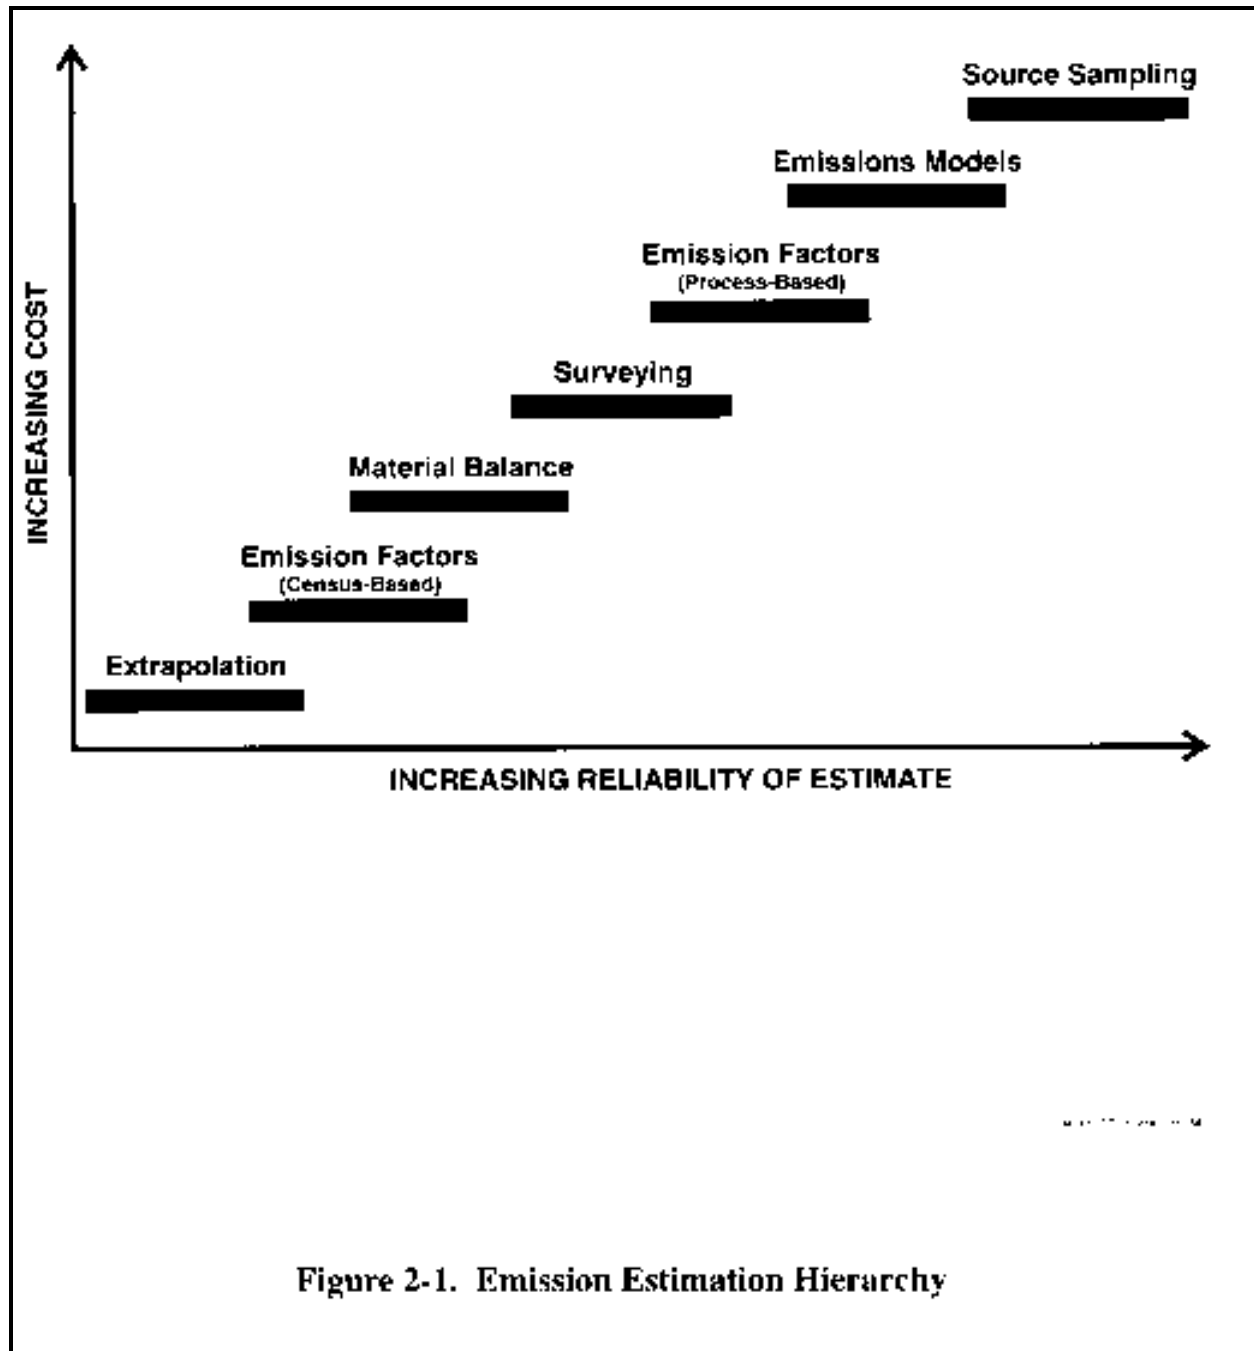 Source Sampling
Emissions Models
Emission Factors
(Process-Based)
Surveying
Material Balance
Emission Factors
(Census-Based)
Extrapolation
INCREASING COST
INCREASING RELIABILITY OF ESTIMATE
Figure 2-1. Emission Estimation Hierarchy